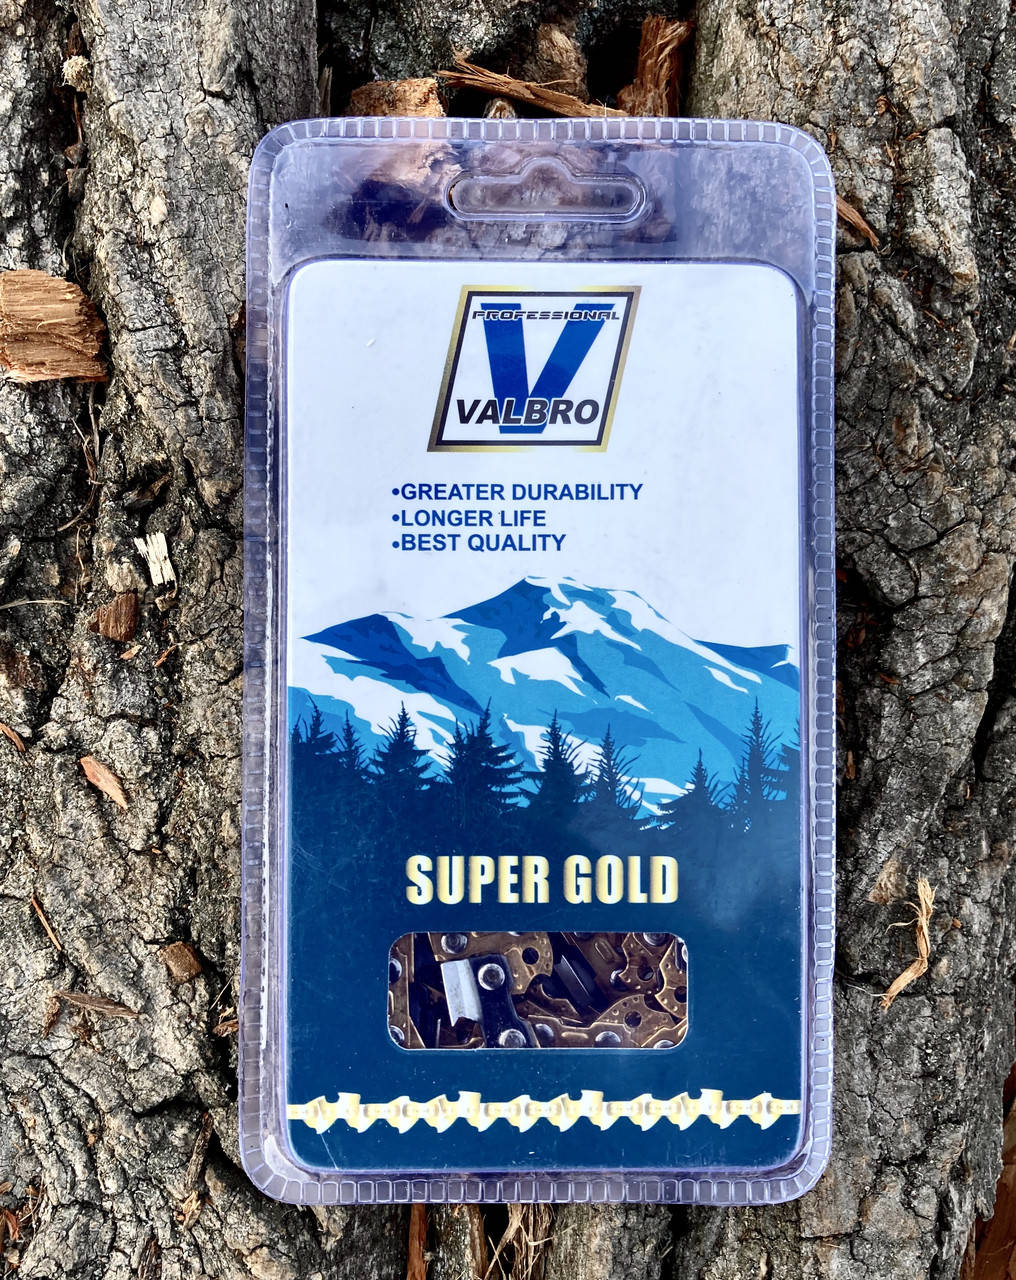 PROFESSIONAL
VALBRO
•GREATER DURABILITY
•LONGER LIFE
•BEST QUALITY
SUPER GOLD